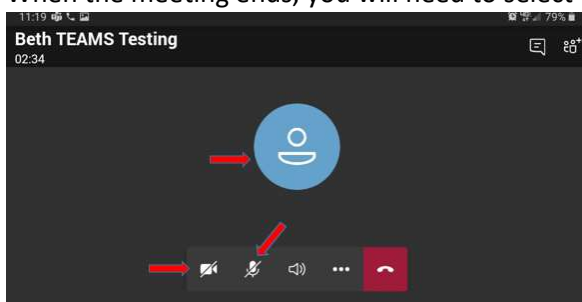 When the meeting ends, you will need to select
11:19 79%
Beth TEAMS Testing
02:34